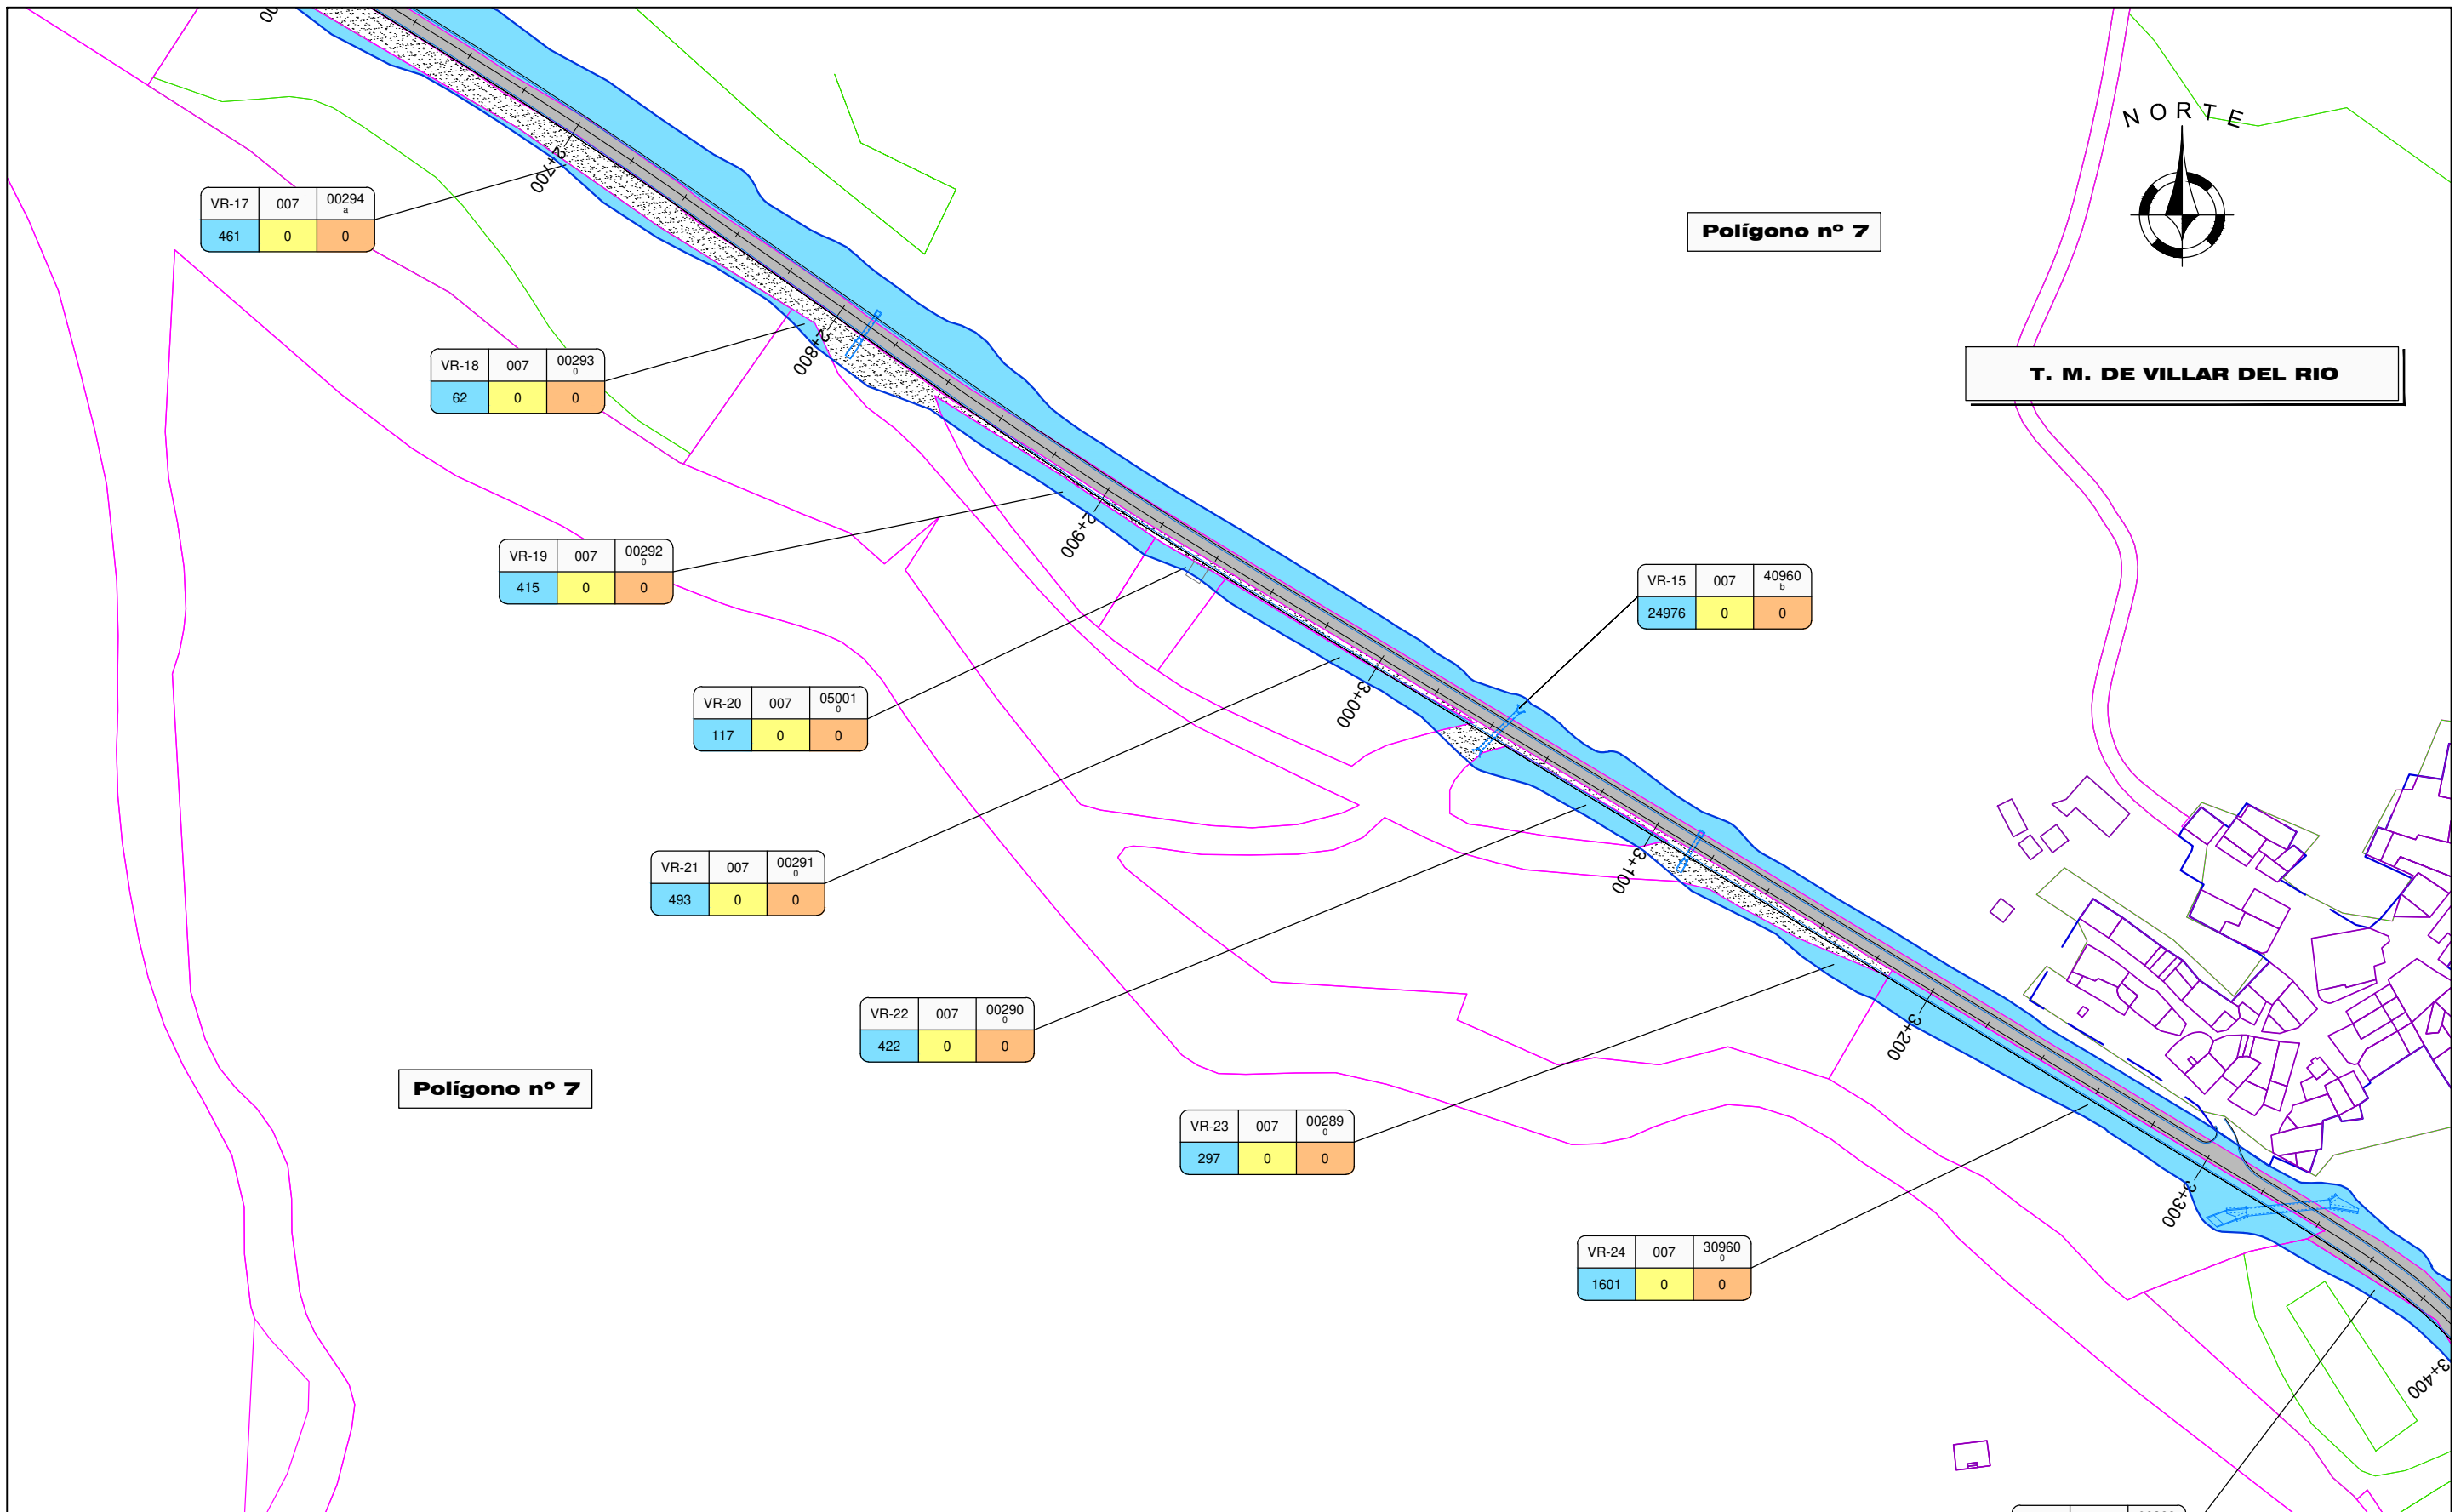 NORTE
Polígono nº 7
T. M. DE VILLAR DEL RIO
VR-17 007 00294 a
461 0 0
2+700
VR-18 007 00293 0
62 0 0
2+800
VR-19 007 00292 0
415 0 0
2+900
VR-15 007 40960 b
24976 0 0
VR-20 007 05001 0
117 0 0
3+000
VR-21 007 00291 0
493 0 0
3+100
VR-22 007 00290 0
422 0 0
3+200
Polígono nº 7
VR-23 007 00289 0
297 0 0
3+300
VR-24 007 30960 0
1601 0 0
3+400